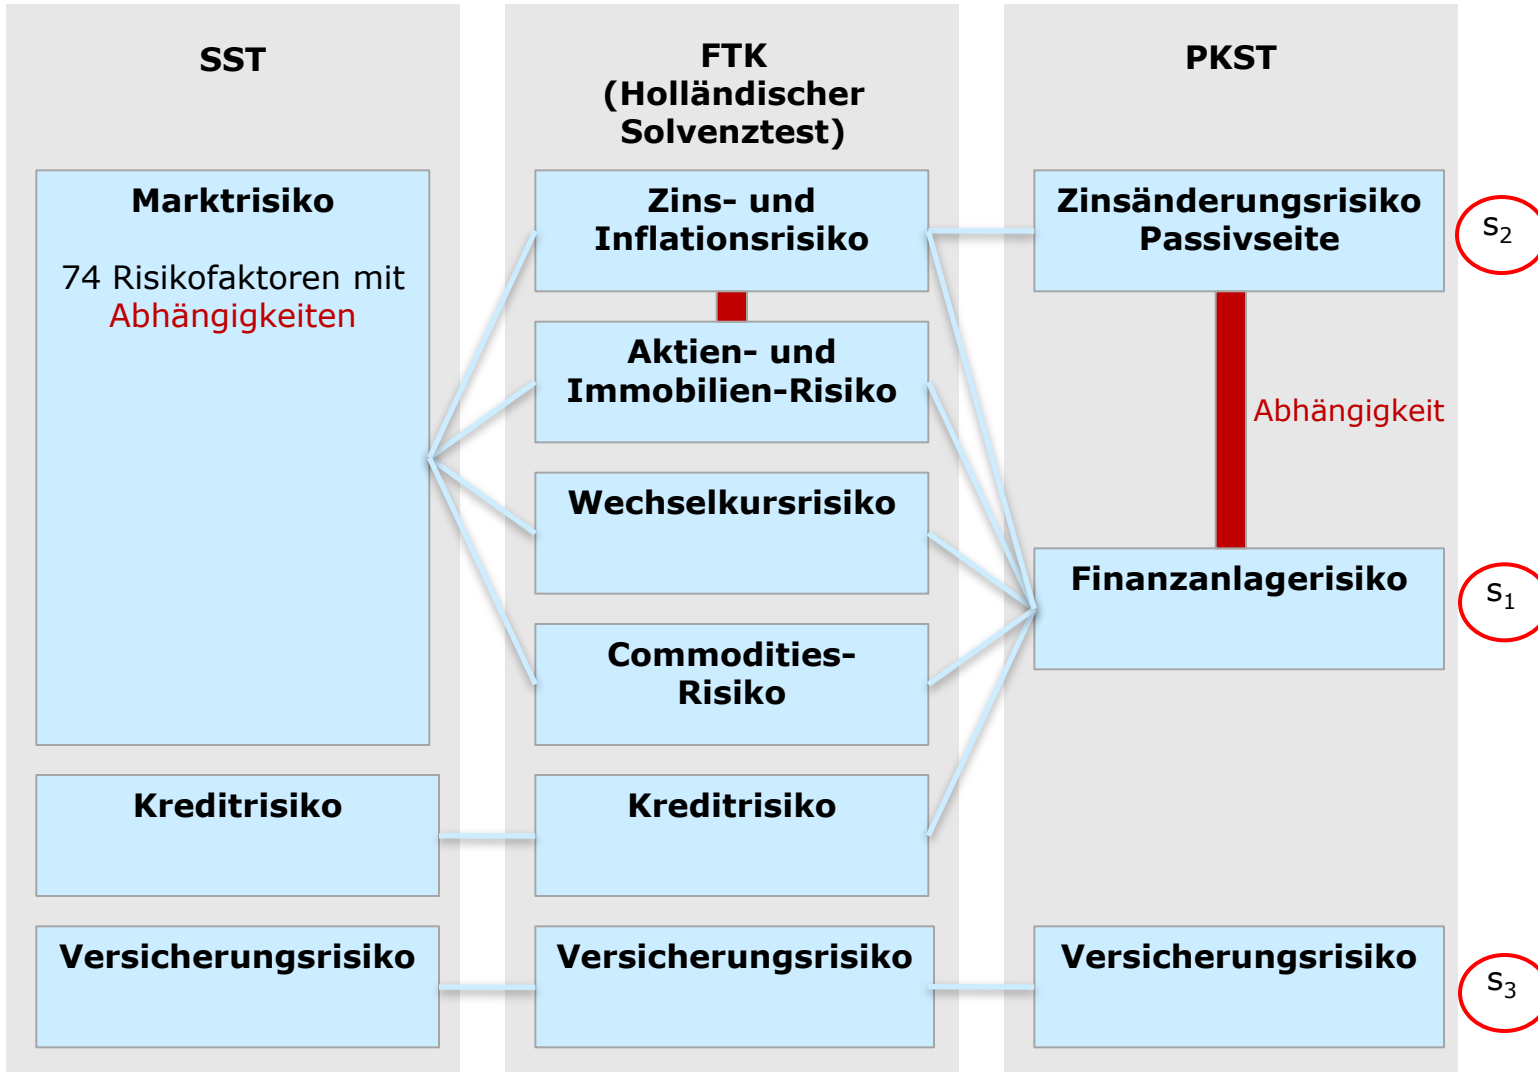 SST
Marktrisiko
74 Risikofaktoren mit
Abhängigkeiten
Kreditrisiko
Versicherungsrisiko
FTK
(Holländischer
Solvenztest)
Zins- und
Inflationsrisiko
Aktien- und
Immobilien-Risiko
Wechselkursrisiko
Commodities-
Risiko
Kreditrisiko
Versicherungsrisiko
PKST
Zinsänderungsrisiko
Passivseite
s₂
Abhängigkeit
Finanzanlagerisiko
s₁
Versicherungsrisiko
s₃